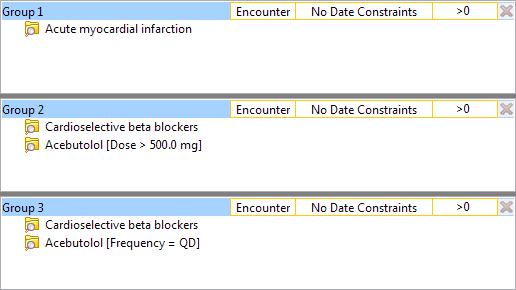 Group 1 Encounter No Date Constraints >0
Acute myocardial infarction
Group 2 Encounter No Date Constraints >0
Cardioselective beta blockers
Acebutolol [Dose > 500.0 mg]
Group 3 Encounter No Date Constraints >0
Cardioselective beta blockers
Acebutolol [Frequency = QD]